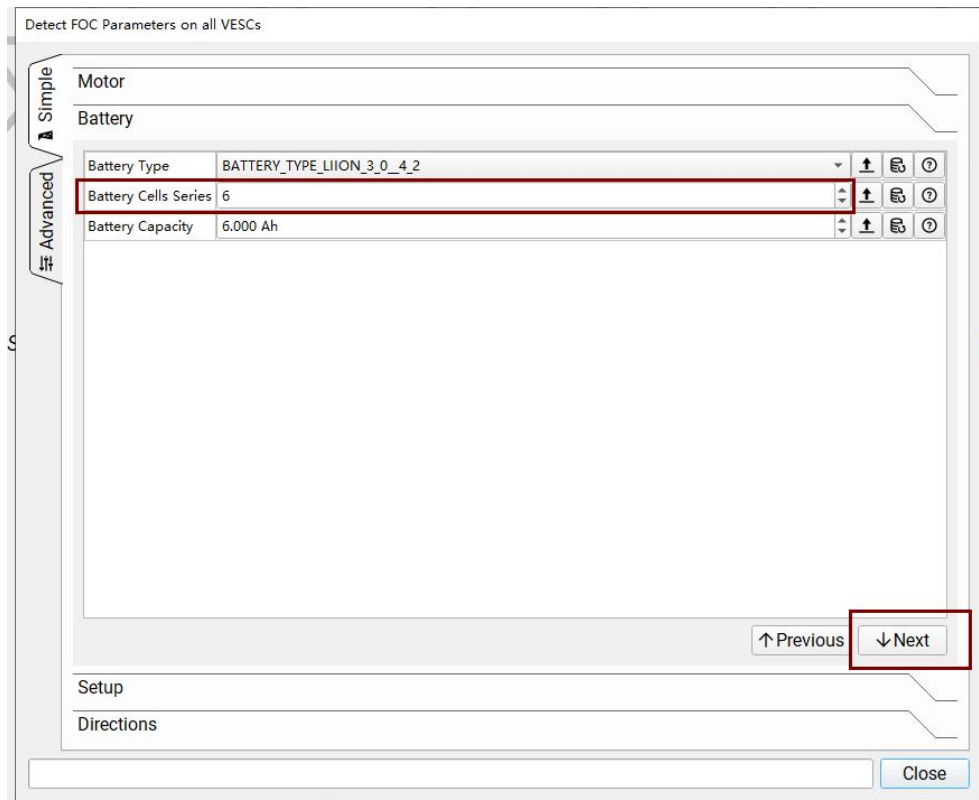 Detect FOC Parameters on all VESCs
Simple
Advanced
Motor
Battery
Battery Type BATTERY_TYPE_LIION_3_0__4_2
Battery Cells Series 6
Battery Capacity 6.000 Ah
Previous Next
Setup
Directions
Close